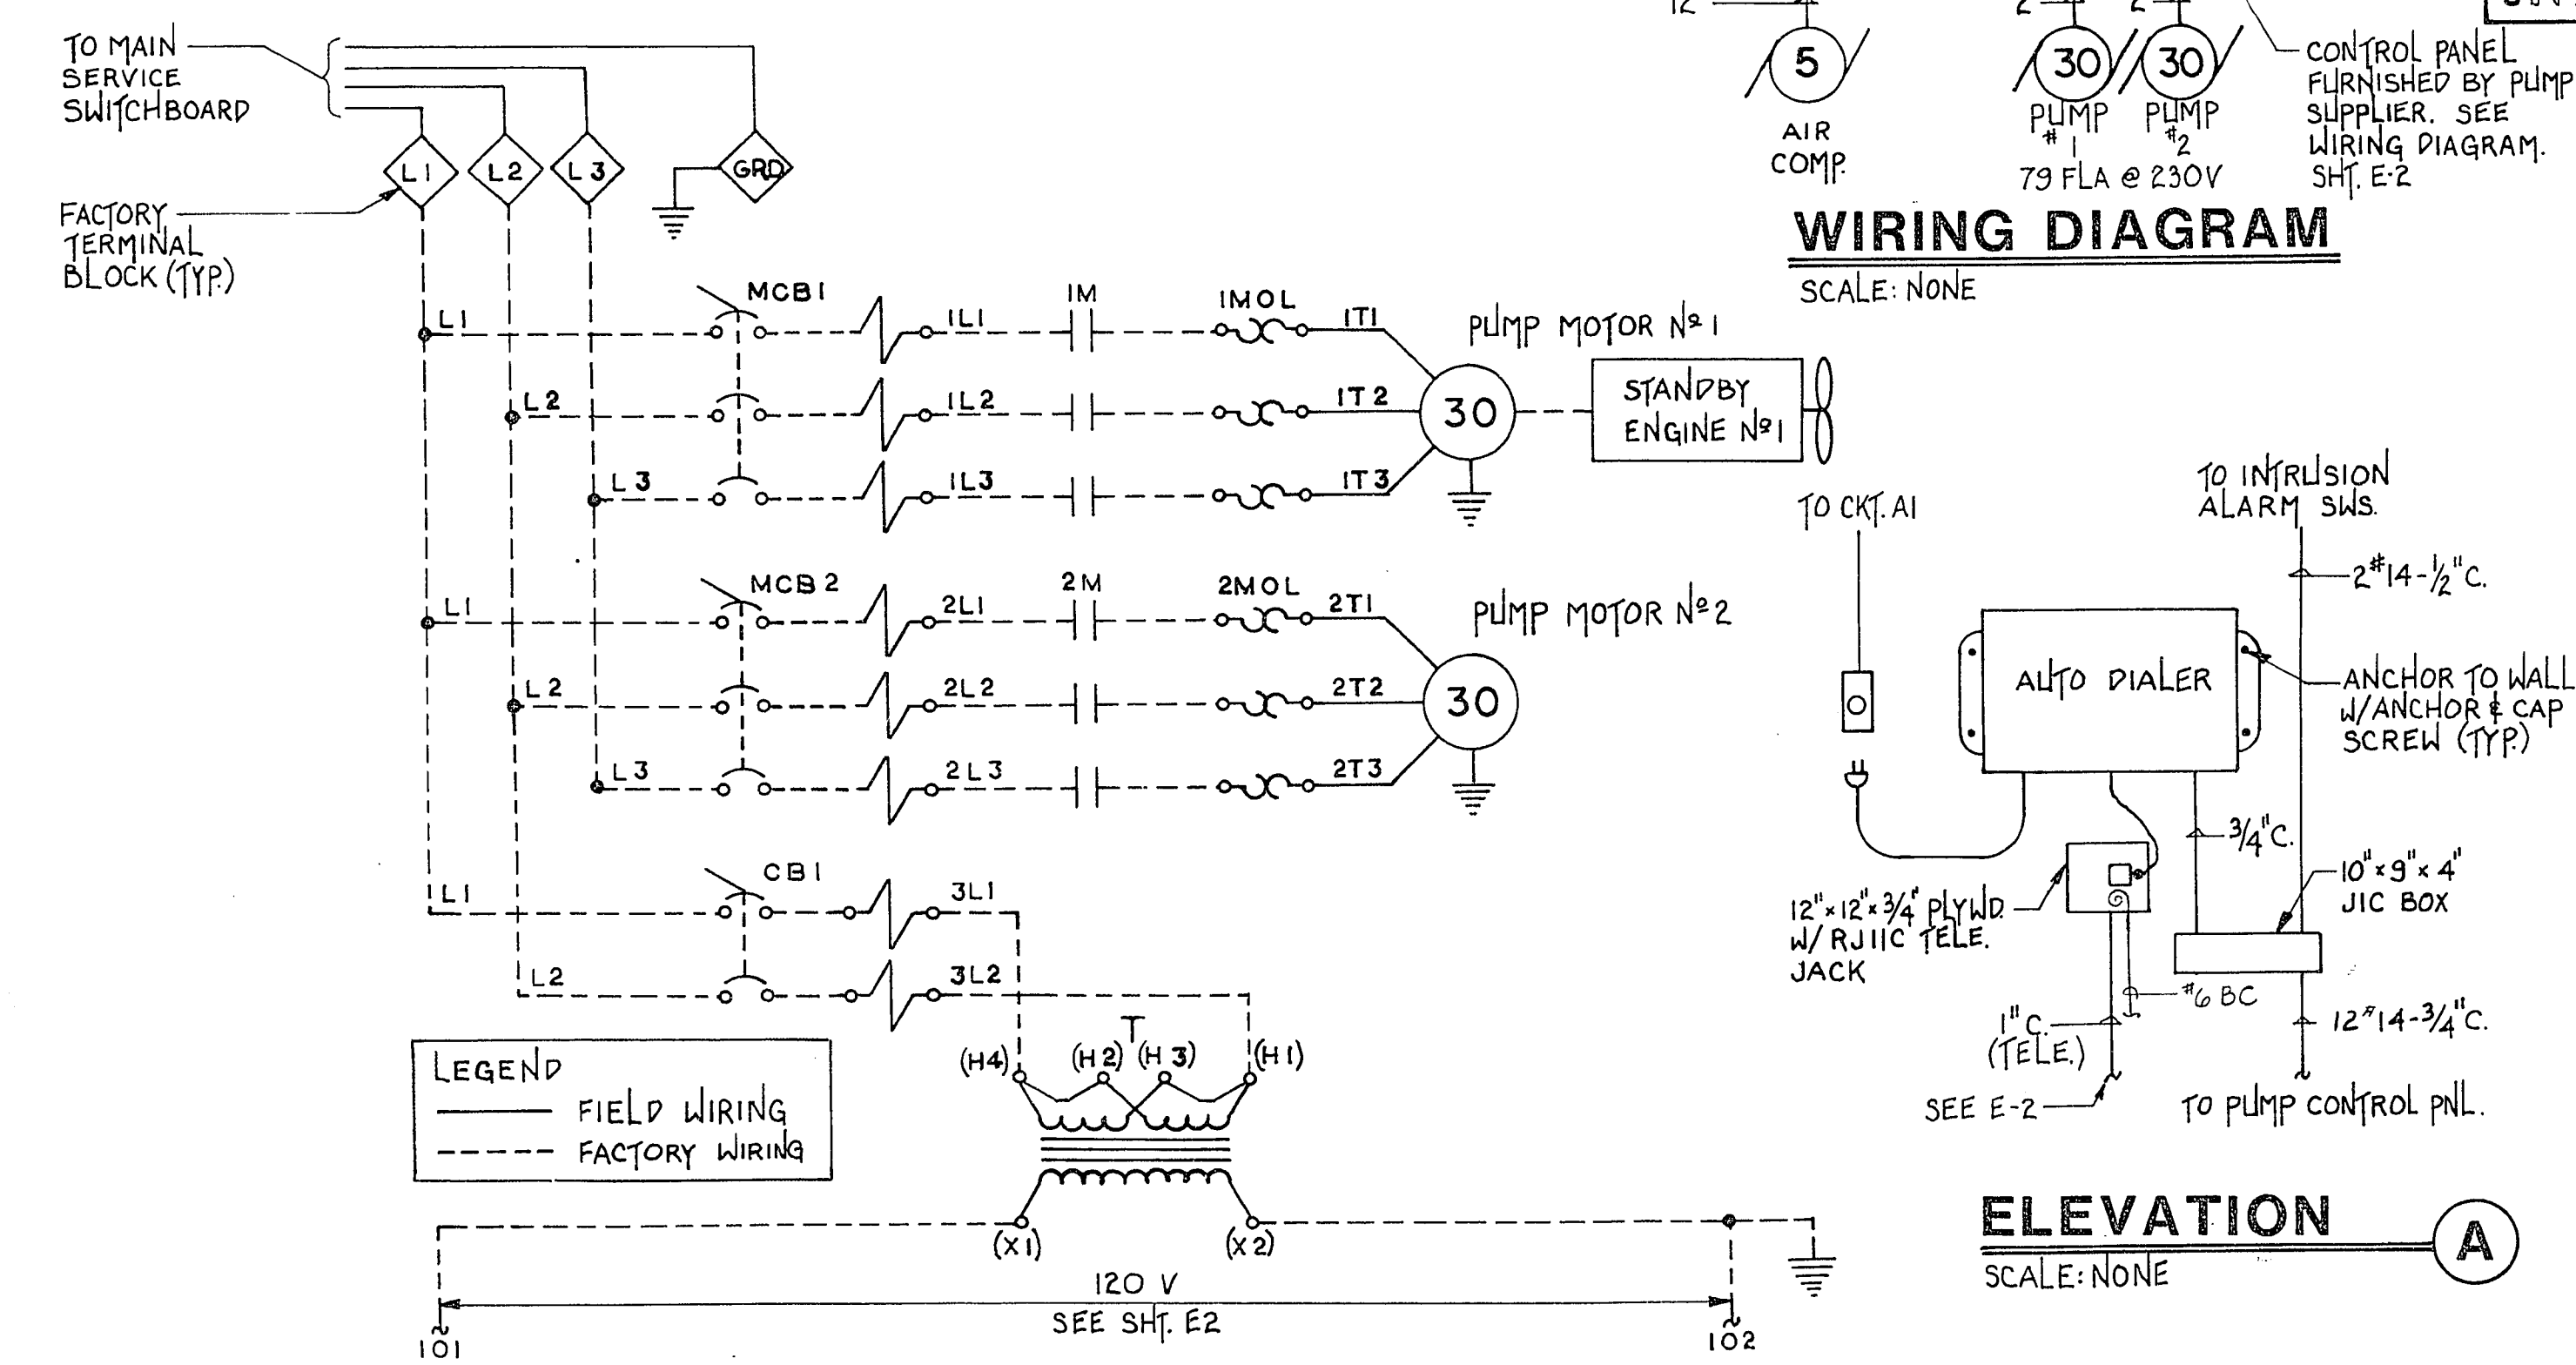 TO MAIN
SERVICE
SWITCHBOARD
L1
L2
L3
GRD
FACTORY
TERMINAL
BLOCK (TYP.)
L1
MCB1
1L1
1M
1MOL
1T1
PUMP MOTOR Nº 1
L2
1L2
1T2
30
STANDBY
ENGINE Nº1
L3
1L3
1T3
L1
MCB2
2L1
2M
2MOL
2T1
PUMP MOTOR Nº 2
L2
2L2
2T2
30
L3
2L3
2T3
L1
CB1
3L1
L2
3L2
T
(H4)
(H2)
(H3)
(H1)
LEGEND
FIELD WIRING
FACTORY WIRING
(X1)
(X2)
120 V
SEE SHT. E2
101
102
12
2
2
5
30
30
AIR
COMP.
PUMP
#1
PUMP
#2
79 FLA @ 230V
CONTROL PANEL
FURNISHED BY PUMP
SUPPLIER. SEE
WIRING DIAGRAM.
SHT. E-2
WIRING DIAGRAM
SCALE: NONE
TO CKT. A1
TO INTRUSION
ALARM SWS.
2#14-1/2"C.
AUTO DIALER
ANCHOR TO WALL
W/ANCHOR & CAP
SCREW (TYP.)
3/4"C.
10"x9"x4"
JIC BOX
12"x12"x3/4" PLYWD.
W/ RJ11C TELE.
JACK
#6 BC
1"C.
(TELE.)
12#14-3/4"C.
SEE E-2
TO PUMP CONTROL PNL.
ELEVATION
A
SCALE: NONE